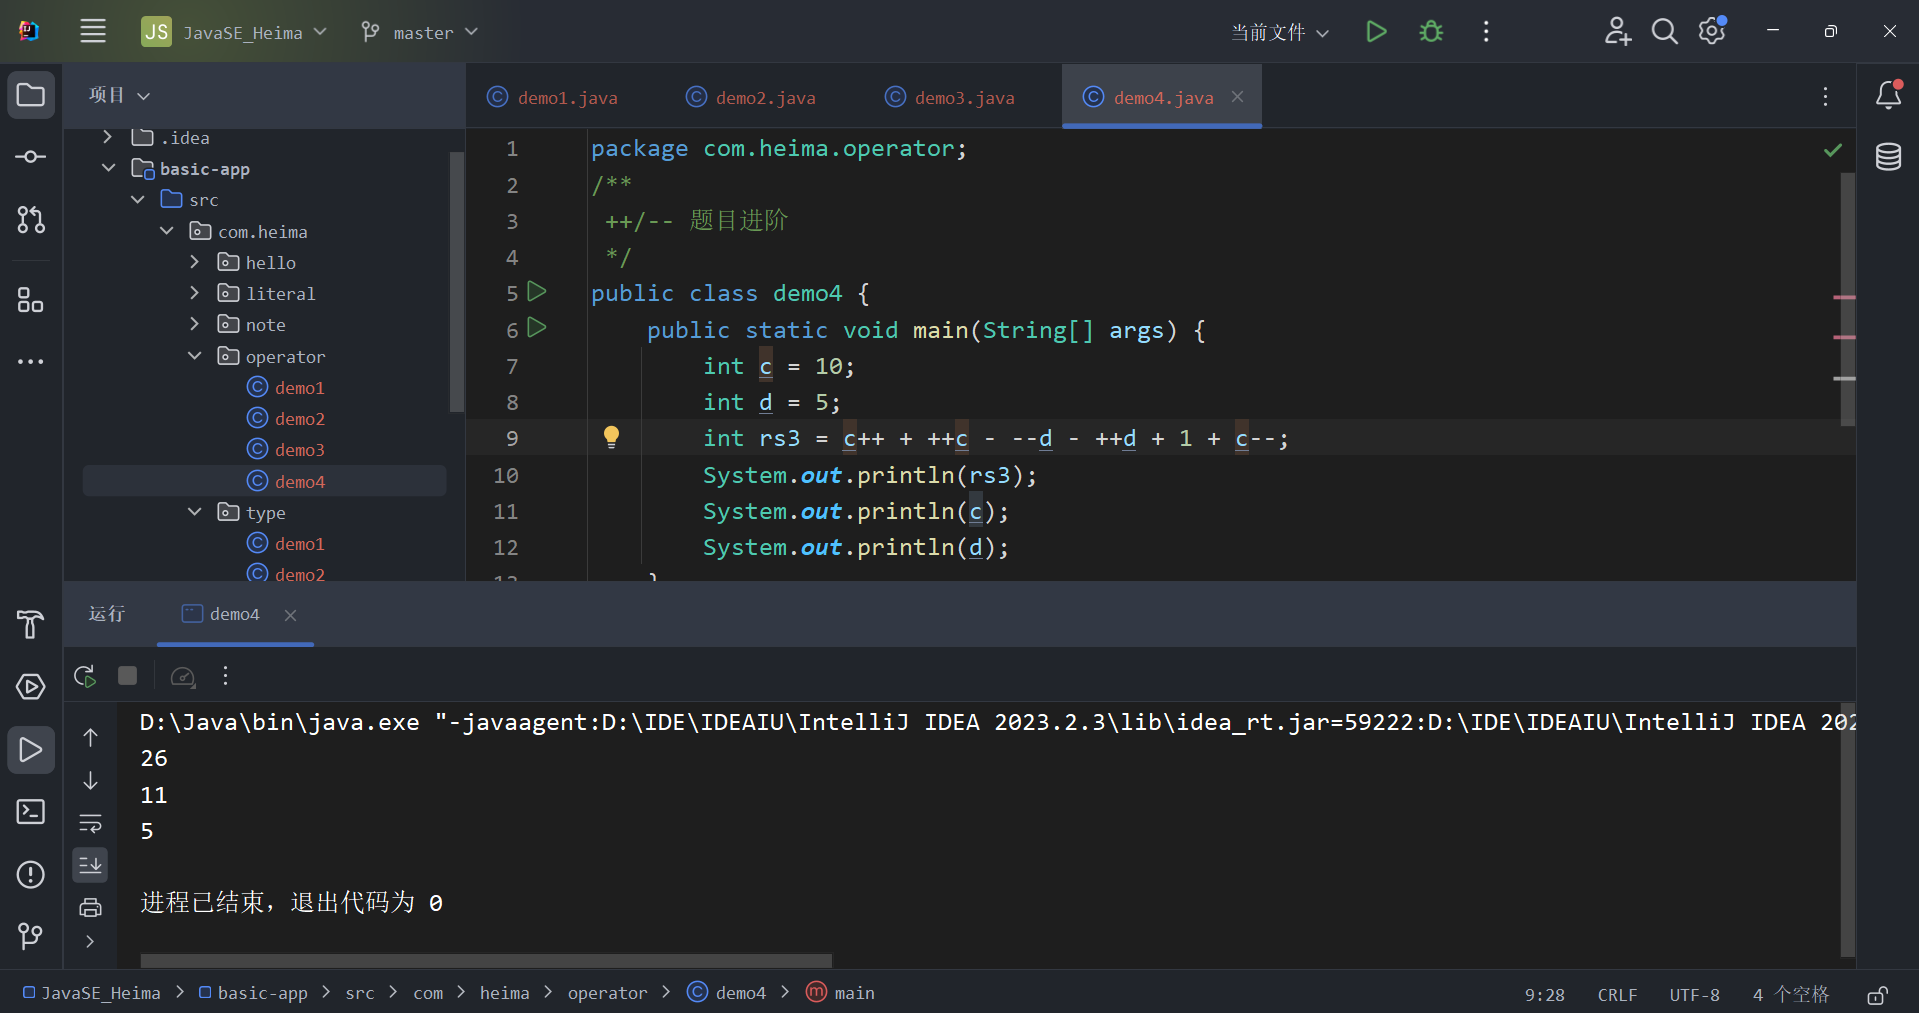 JS JavaSE_Heima master 当前文件
项目
demo1.java demo2.java demo3.java demo4.java
.idea
basic-app
src
com.heima
hello
literal
note
operator
demo1
demo2
demo3
demo4
type
demo1
demo2
1 package com.heima.operator;
2 /**
3 ++/-- 题目进阶
4 */
5 public class demo4 {
6 public static void main(String[] args) {
7 int c = 10;
8 int d = 5;
9 int rs3 = c++ + ++c - --d - ++d + 1 + c--;
10 System.out.println(rs3);
11 System.out.println(c);
12 System.out.println(d);
13 }
运行 demo4
D:\Java\bin\java.exe "-javaagent:D:\IDE\IDEAIU\IntelliJ IDEA 2023.2.3\lib\idea_rt.jar=59222:D:\IDE\IDEAIU\IntelliJ IDEA 202
26
11
5
进程已结束，退出代码为 0
JavaSE_Heima > basic-app > src > com > heima > operator > demo4 > main
9:28 CRLF UTF-8 4 个空格